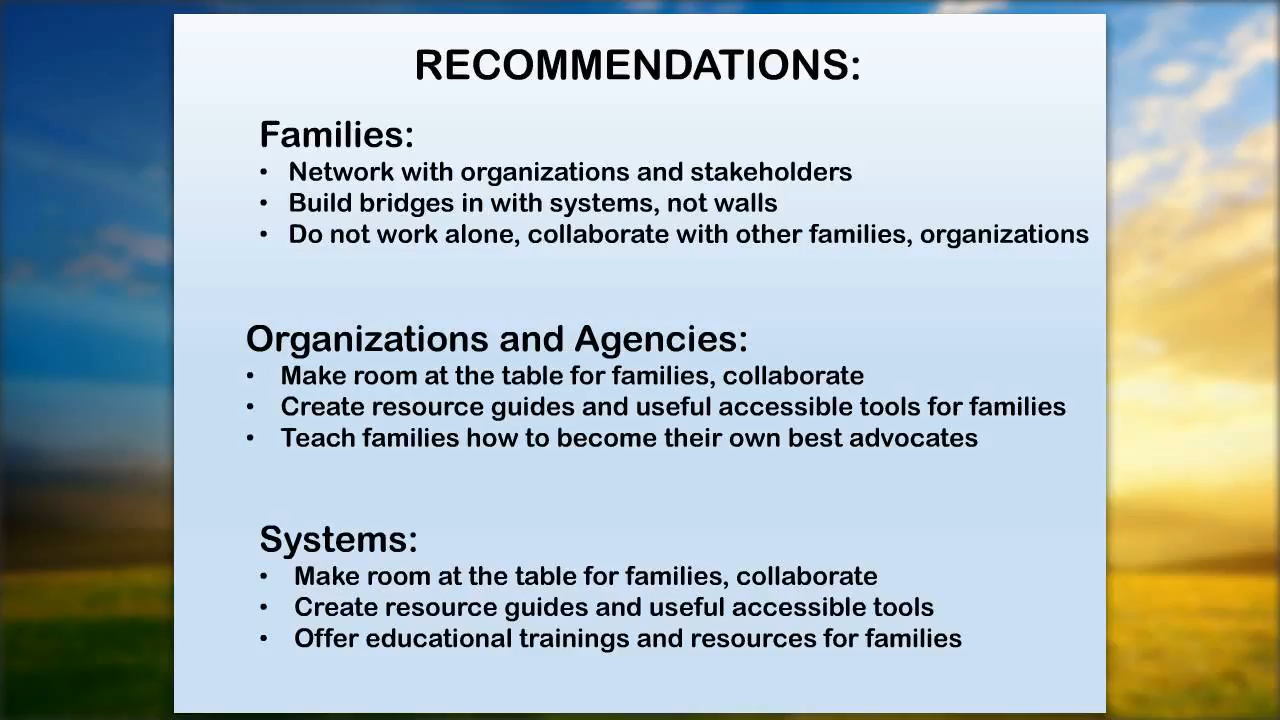 RECOMMENDATIONS:
Families:
• Network with organizations and stakeholders
• Build bridges in with systems, not walls
• Do not work alone, collaborate with other families, organizations
Organizations and Agencies:
• Make room at the table for families, collaborate
• Create resource guides and useful accessible tools for families
• Teach families how to become their own best advocates
Systems:
• Make room at the table for families, collaborate
• Create resource guides and useful accessible tools
• Offer educational trainings and resources for families